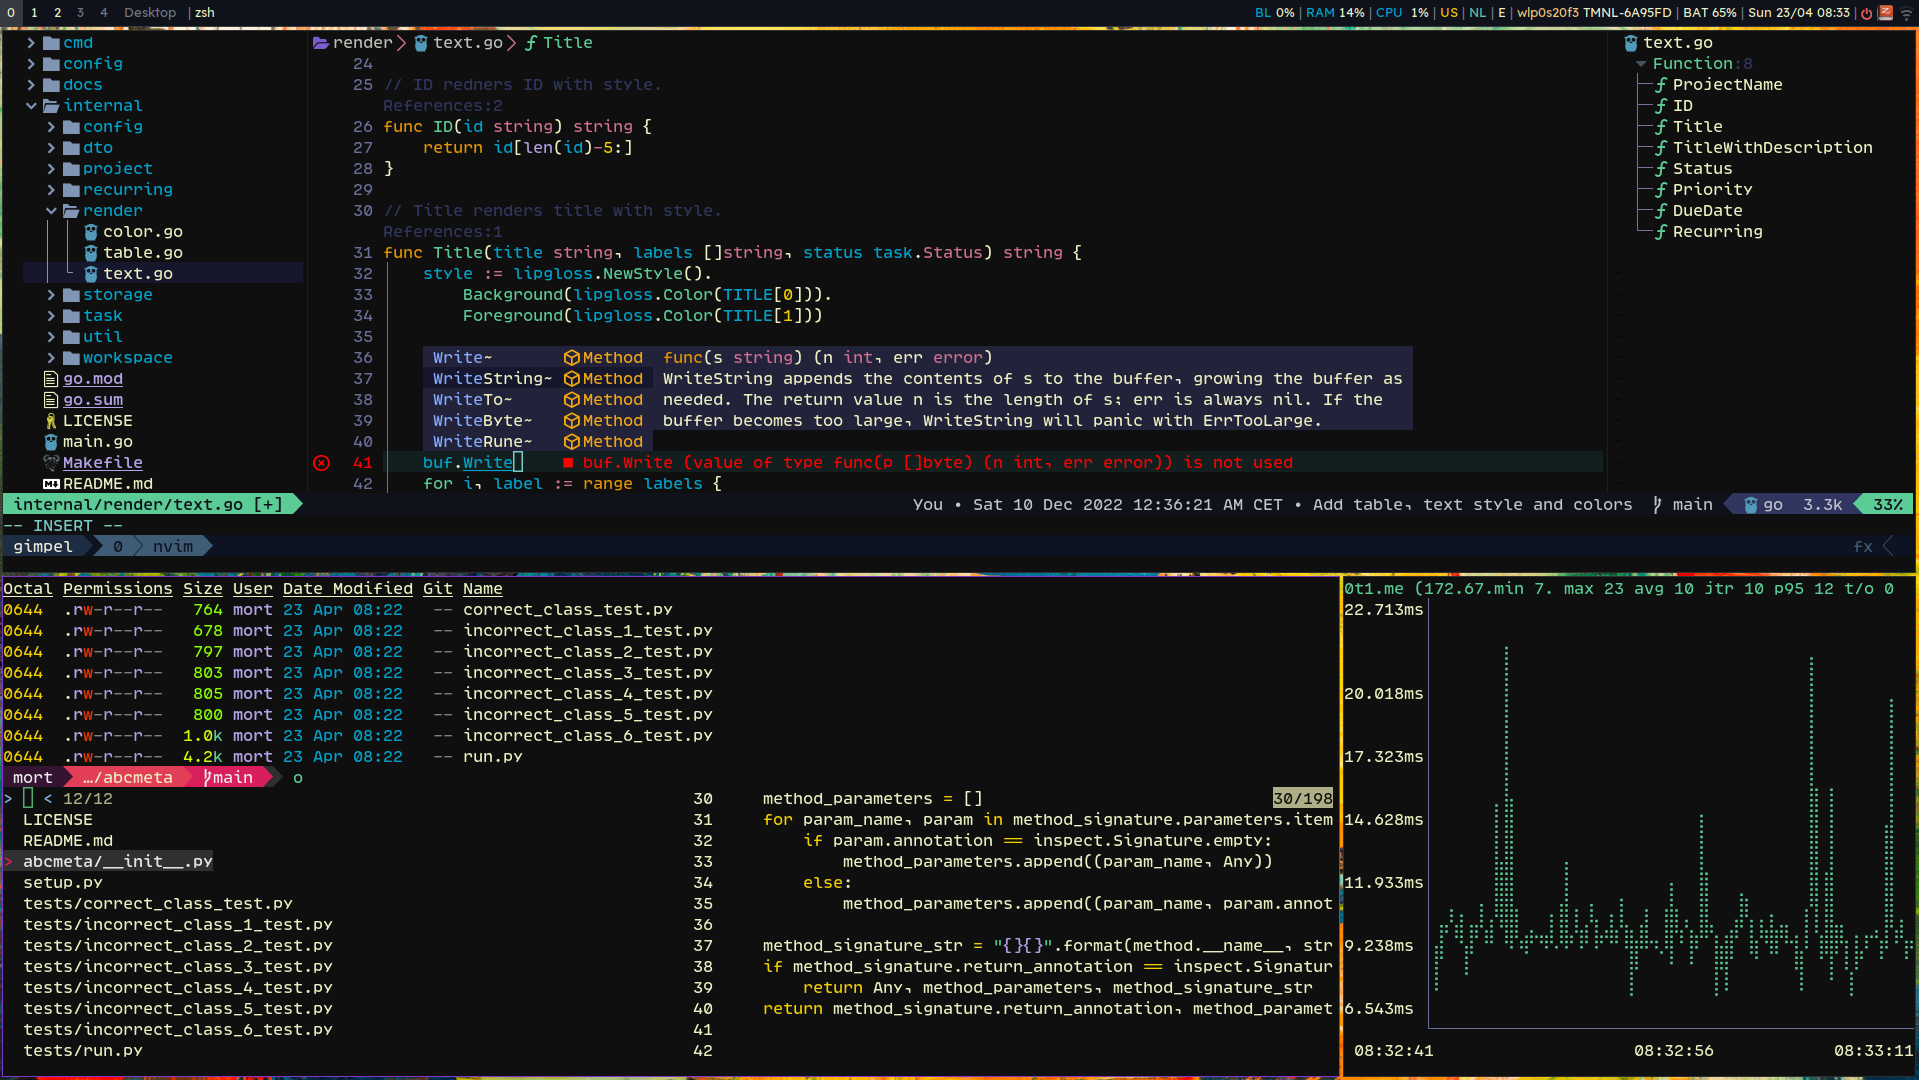 0 1 2 3 4 Desktop | zsh
BL 0% | RAM 14% | CPU 1% | US | NL | E | wlp0s20f3 TMNL-6A95FD | BAT 65% | Sun 23/04 08:33 |
cmd
config
docs
internal
config
dto
project
recurring
render
color.go
table.go
text.go
storage
task
util
workspace
go.mod
go.sum
LICENSE
main.go
Makefile
README.md
render > text.go > ƒ Title
24
25 // ID redners ID with style.
References:2
26 func ID(id string) string {
27 return id[len(id)-5:]
28 }
29
30 // Title renders title with style.
References:1
31 func Title(title string, labels []string, status task.Status) string {
32 style := lipgloss.NewStyle().
33 Background(lipgloss.Color(TITLE[0])).
34 Foreground(lipgloss.Color(TITLE[1]))
35
36 Write~ Method func(s string) (n int, err error)
37 WriteString~ Method WriteString appends the contents of s to the buffer, growing the buffer as
38 WriteTo~ Method needed. The return value n is the length of s; err is always nil. If the
39 WriteByte~ Method buffer becomes too large, WriteString will panic with ErrTooLarge.
40 WriteRune~ Method
41 buf.Write ■ buf.Write (value of type func(p []byte) (n int, err error)) is not used
42 for i, label := range labels {
text.go
Function:8
ƒ ProjectName
ƒ ID
ƒ Title
ƒ TitleWithDescription
ƒ Status
ƒ Priority
ƒ DueDate
ƒ Recurring
internal/render/text.go [+] You • Sat 10 Dec 2022 12:36:21 AM CET • Add table, text style and colors main go 3.3k 33%
-- INSERT --
gimpel 0 nvim fx
Octal Permissions Size User Date Modified Git Name
0644 .rw-r--r-- 764 mort 23 Apr 08:22 -- correct_class_test.py
0644 .rw-r--r-- 678 mort 23 Apr 08:22 -- incorrect_class_1_test.py
0644 .rw-r--r-- 797 mort 23 Apr 08:22 -- incorrect_class_2_test.py
0644 .rw-r--r-- 803 mort 23 Apr 08:22 -- incorrect_class_3_test.py
0644 .rw-r--r-- 805 mort 23 Apr 08:22 -- incorrect_class_4_test.py
0644 .rw-r--r-- 800 mort 23 Apr 08:22 -- incorrect_class_5_test.py
0644 .rw-r--r-- 1.0k mort 23 Apr 08:22 -- incorrect_class_6_test.py
0644 .rw-r--r-- 4.2k mort 23 Apr 08:22 -- run.py
mort …/abcmeta main o
> < 12/12
LICENSE
README.md
> abcmeta/__init__.py
setup.py
tests/correct_class_test.py
tests/incorrect_class_1_test.py
tests/incorrect_class_2_test.py
tests/incorrect_class_3_test.py
tests/incorrect_class_4_test.py
tests/incorrect_class_5_test.py
tests/incorrect_class_6_test.py
tests/run.py
30 method_parameters = [] 30/198
31 for param_name, param in method_signature.parameters.item
32 if param.annotation == inspect.Signature.empty:
33 method_parameters.append((param_name, Any))
34 else:
35 method_parameters.append((param_name, param.annot
36
37 method_signature_str = "{}{}".format(method.__name__, str
38 if method_signature.return_annotation == inspect.Signatur
39 return Any, method_parameters, method_signature_str
40 return method_signature.return_annotation, method_paramet
41
42
0t1.me (172.67.min 7. max 23 avg 10 jtr 10 p95 12 t/o 0
22.713ms
20.018ms
17.323ms
14.628ms
11.933ms
9.238ms
6.543ms
08:32:41 08:32:56 08:33:11